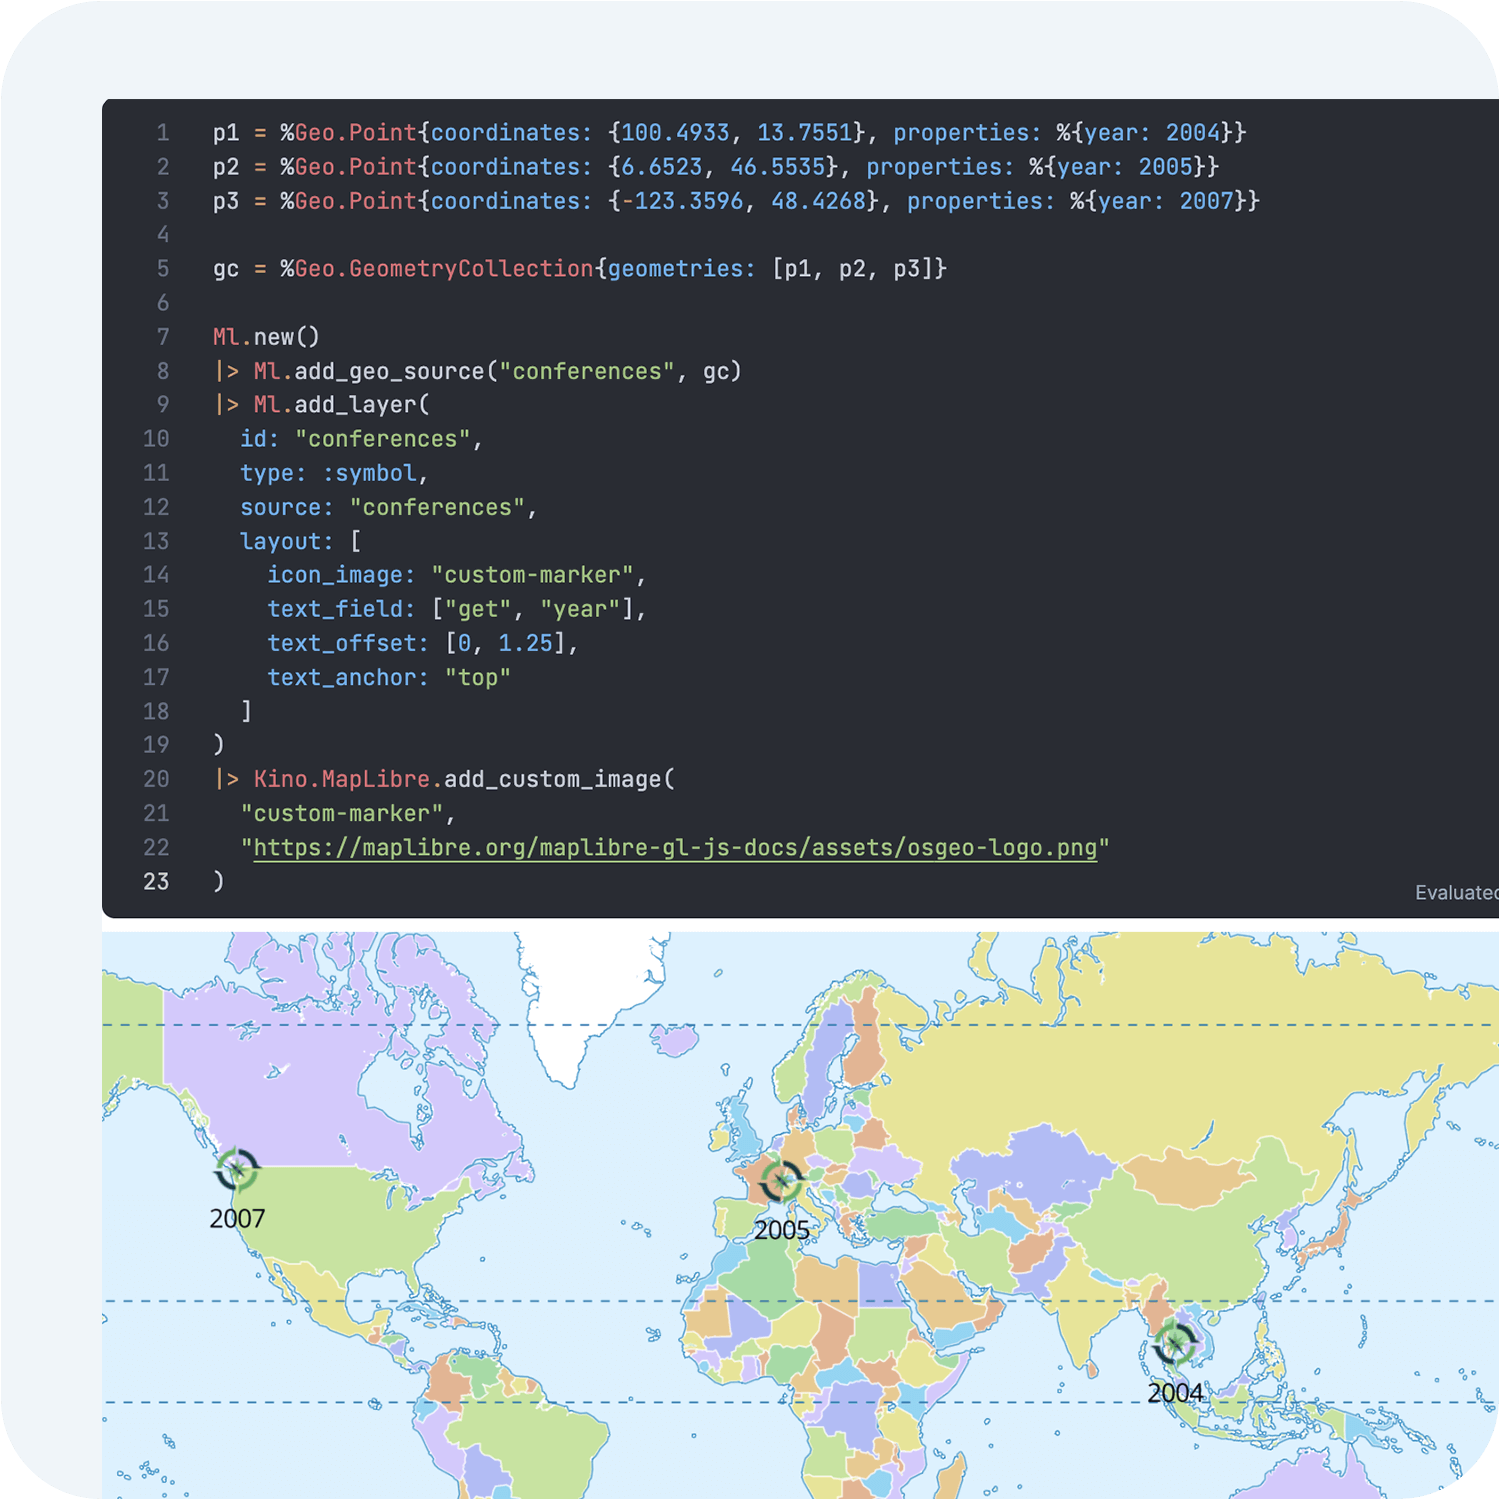 1 p1 = %Geo.Point{coordinates: {100.4933, 13.7551}, properties: %{year: 2004}}
2 p2 = %Geo.Point{coordinates: {6.6523, 46.5535}, properties: %{year: 2005}}
3 p3 = %Geo.Point{coordinates: {-123.3596, 48.4268}, properties: %{year: 2007}}
4
5 gc = %Geo.GeometryCollection{geometries: [p1, p2, p3]}
6
7 Ml.new()
8 |> Ml.add_geo_source("conferences", gc)
9 |> Ml.add_layer(
10   id: "conferences",
11   type: :symbol,
12   source: "conferences",
13   layout: [
14     icon_image: "custom-marker",
15     text_field: ["get", "year"],
16     text_offset: [0, 1.25],
17     text_anchor: "top"
18   ]
19 )
20 |> Kino.MapLibre.add_custom_image(
21   "custom-marker",
22   "https://maplibre.org/maplibre-gl-js-docs/assets/osgeo-logo.png"
23 )
Evaluated
2007
2005
2004